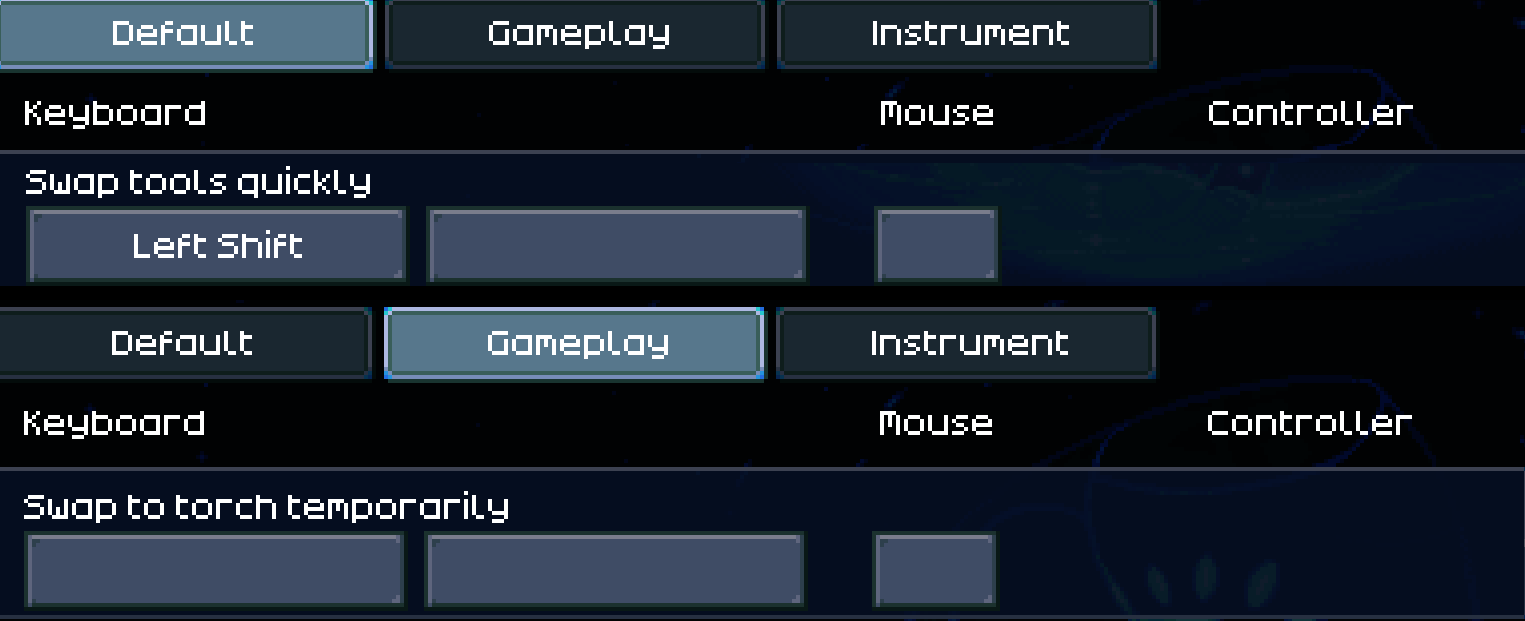 Default Gameplay Instrument
Keyboard Mouse Controller
Swap tools quickly
Left Shift
Default Gameplay Instrument
Keyboard Mouse Controller
Swap to torch temporarily